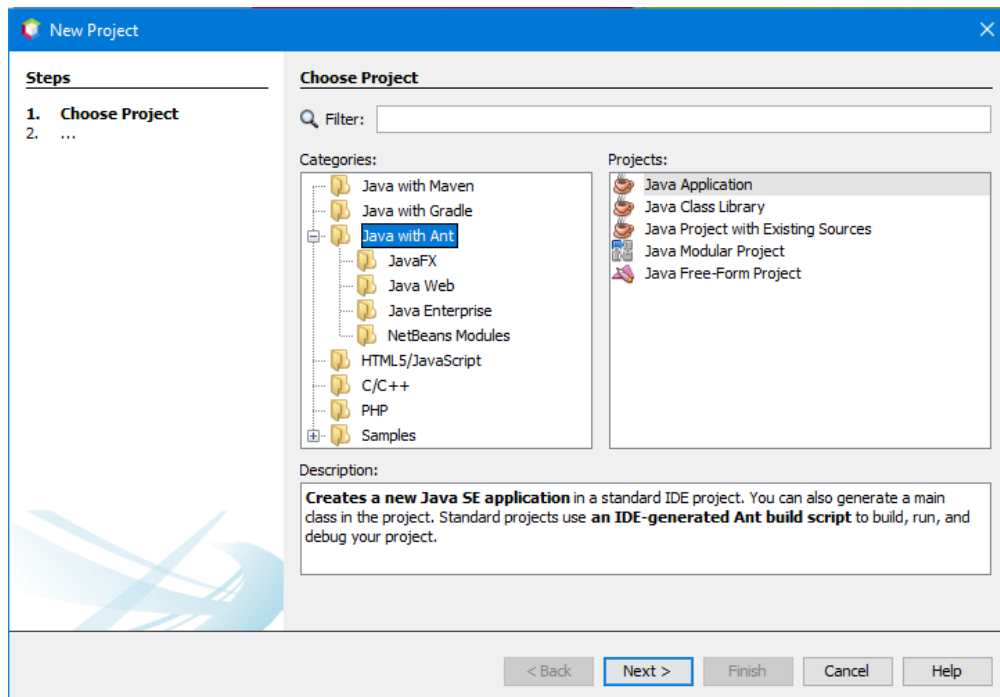 New Project
Steps
1. Choose Project
2. ...
Choose Project
Filter:
Categories:
Java with Maven
Java with Gradle
Java with Ant
JavaFX
Java Web
Java Enterprise
NetBeans Modules
HTML5/JavaScript
C/C++
PHP
Samples
Projects:
Java Application
Java Class Library
Java Project with Existing Sources
Java Modular Project
Java Free-Form Project
Description:
Creates a new Java SE application in a standard IDE project. You can also generate a main
class in the project. Standard projects use an IDE-generated Ant build script to build, run, and
debug your project.
< Back Next > Finish Cancel Help